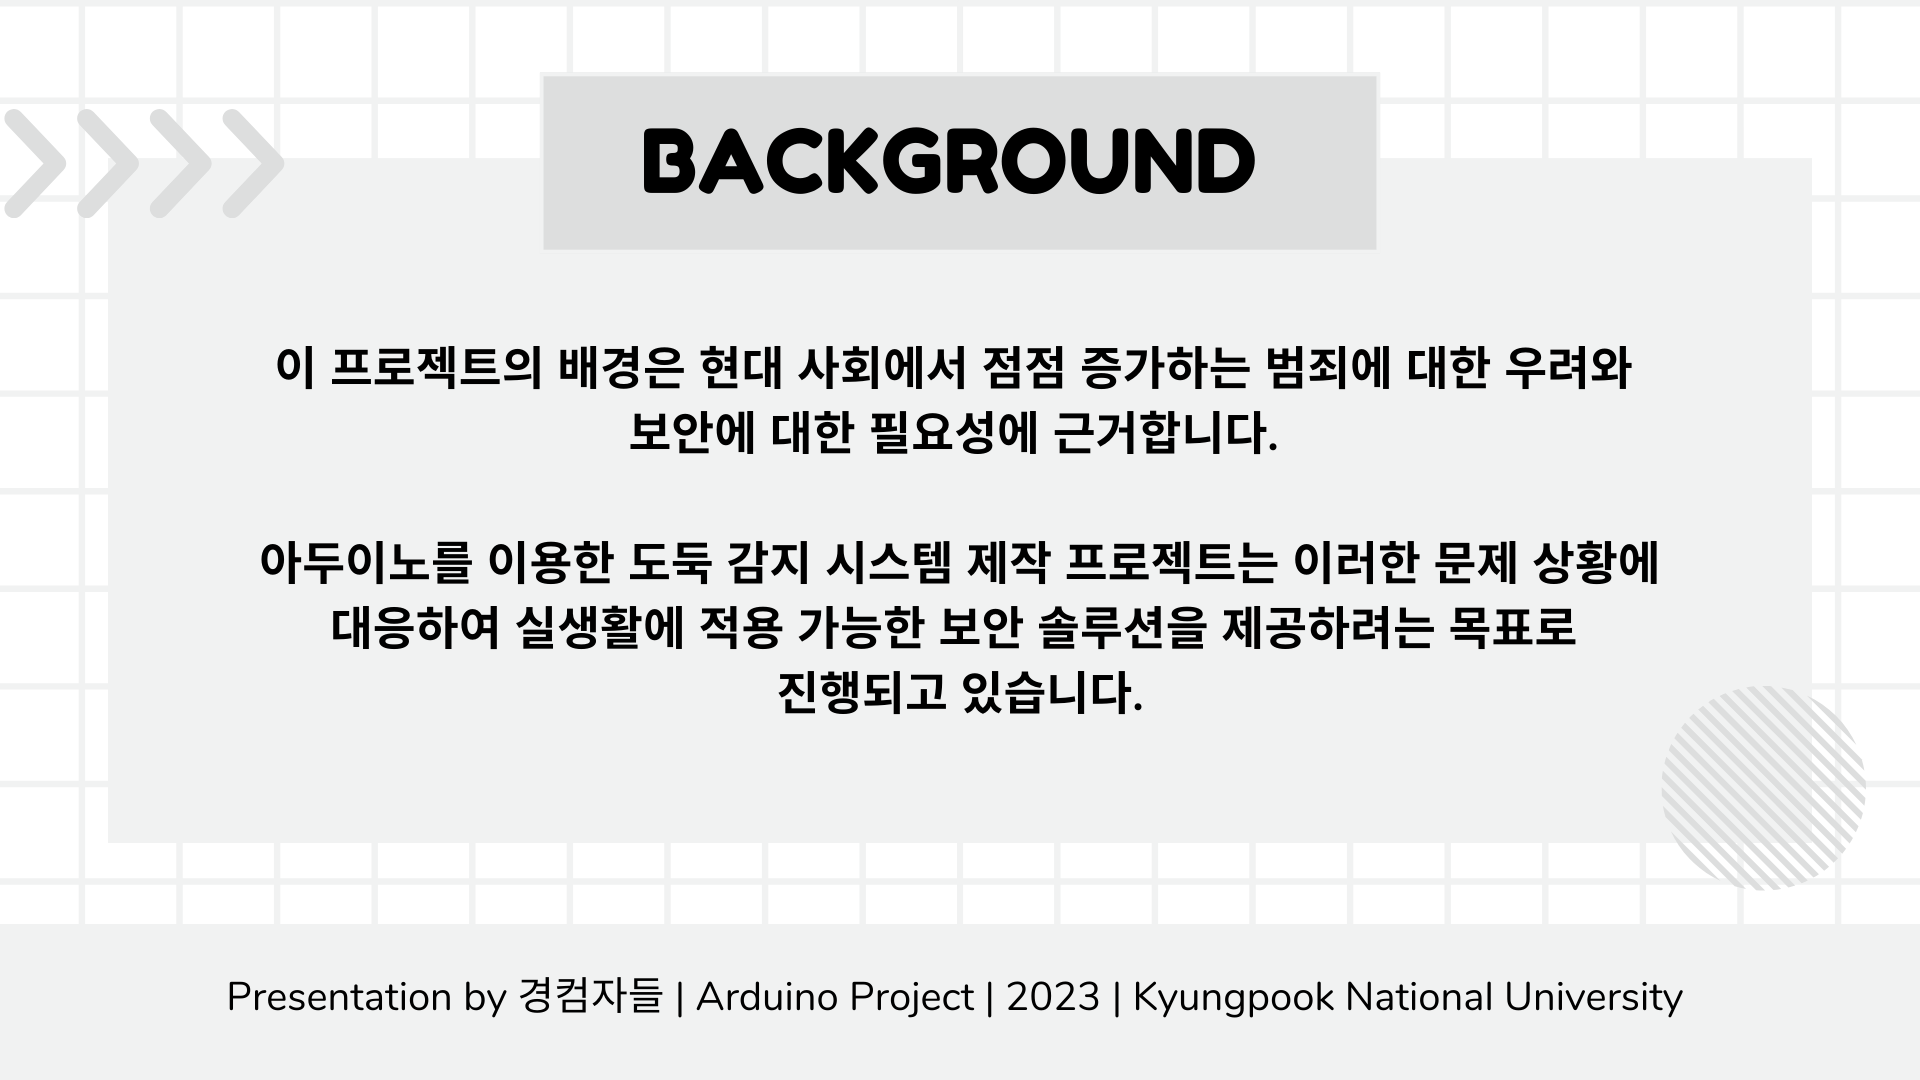 BACKGROUND
이 프로젝트의 배경은 현대 사회에서 점점 증가하는 범죄에 대한 우려와
보안에 대한 필요성에 근거합니다.
아두이노를 이용한 도둑 감지 시스템 제작 프로젝트는 이러한 문제 상황에
대응하여 실생활에 적용 가능한 보안 솔루션을 제공하려는 목표로
진행되고 있습니다.
Presentation by 경컴자들 | Arduino Project | 2023 | Kyungpook National University